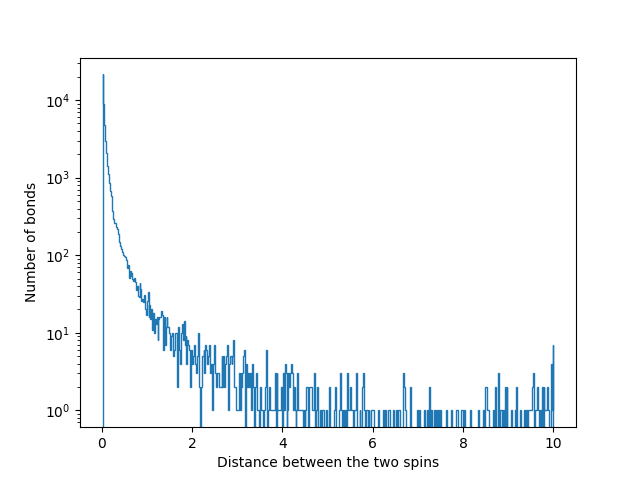 10⁴
10³
10²
10¹
10⁰
Number of bonds
0 2 4 6 8 10
Distance between the two spins